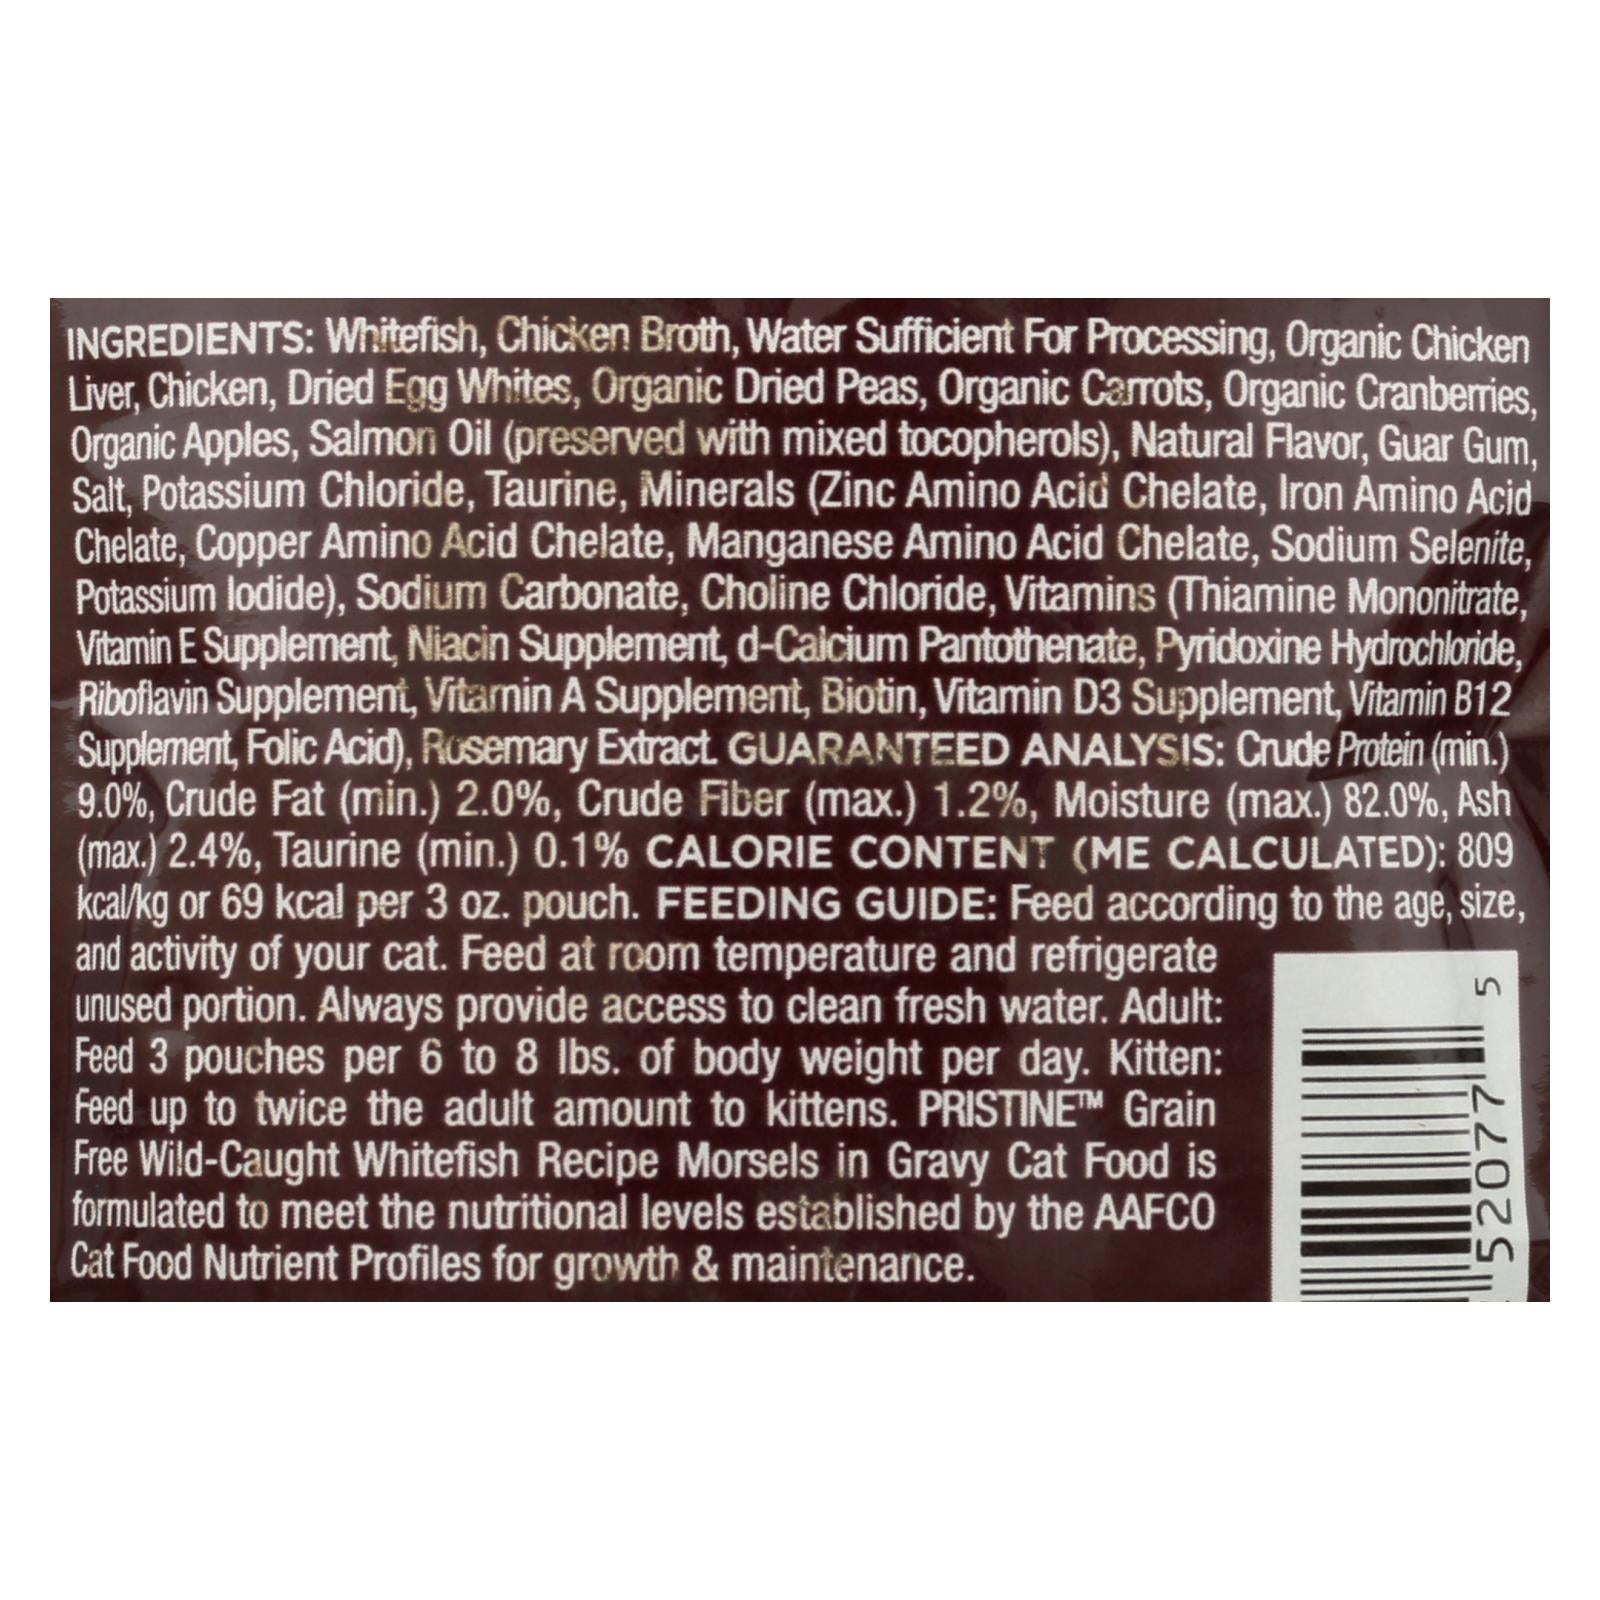 INGREDIENTS: Whitefish, Chicken Broth, Water Sufficient For Processing, Organic Chicken
Liver, Chicken, Dried Egg Whites, Organic Dried Peas, Organic Carrots, Organic Cranberries,
Organic Apples, Salmon Oil (preserved with mixed tocopherols), Natural Flavor, Guar Gum,
Salt, Potassium Chloride, Taurine, Minerals (Zinc Amino Acid Chelate, Iron Amino Acid
Chelate, Copper Amino Acid Chelate, Manganese Amino Acid Chelate, Sodium Selenite,
Potassium Iodide), Sodium Carbonate, Choline Chloride, Vitamins (Thiamine Mononitrate,
Vitamin E Supplement, Niacin Supplement, d-Calcium Pantothenate, Pyridoxine Hydrochloride,
Riboflavin Supplement, Vitamin A Supplement, Biotin, Vitamin D3 Supplement, Vitamin B12
Supplement, Folic Acid), Rosemary Extract. GUARANTEED ANALYSIS: Crude Protein (min.)
9.0%, Crude Fat (min.) 2.0%, Crude Fiber (max.) 1.2%, Moisture (max.) 82.0%, Ash
(max.) 2.4%, Taurine (min.) 0.1% CALORIE CONTENT (ME CALCULATED): 809
kcal/kg or 69 kcal per 3 oz. pouch. FEEDING GUIDE: Feed according to the age, size,
and activity of your cat. Feed at room temperature and refrigerate
unused portion. Always provide access to clean fresh water. Adult:
Feed 3 pouches per 6 to 8 lbs. of body weight per day. Kitten:
Feed up to twice the adult amount to kittens. PRISTINE™ Grain
Free Wild-Caught Whitefish Recipe Morsels in Gravy Cat Food is
formulated to meet the nutritional levels established by the AAFCO
Cat Food Nutrient Profiles for growth & maintenance.
52077 5